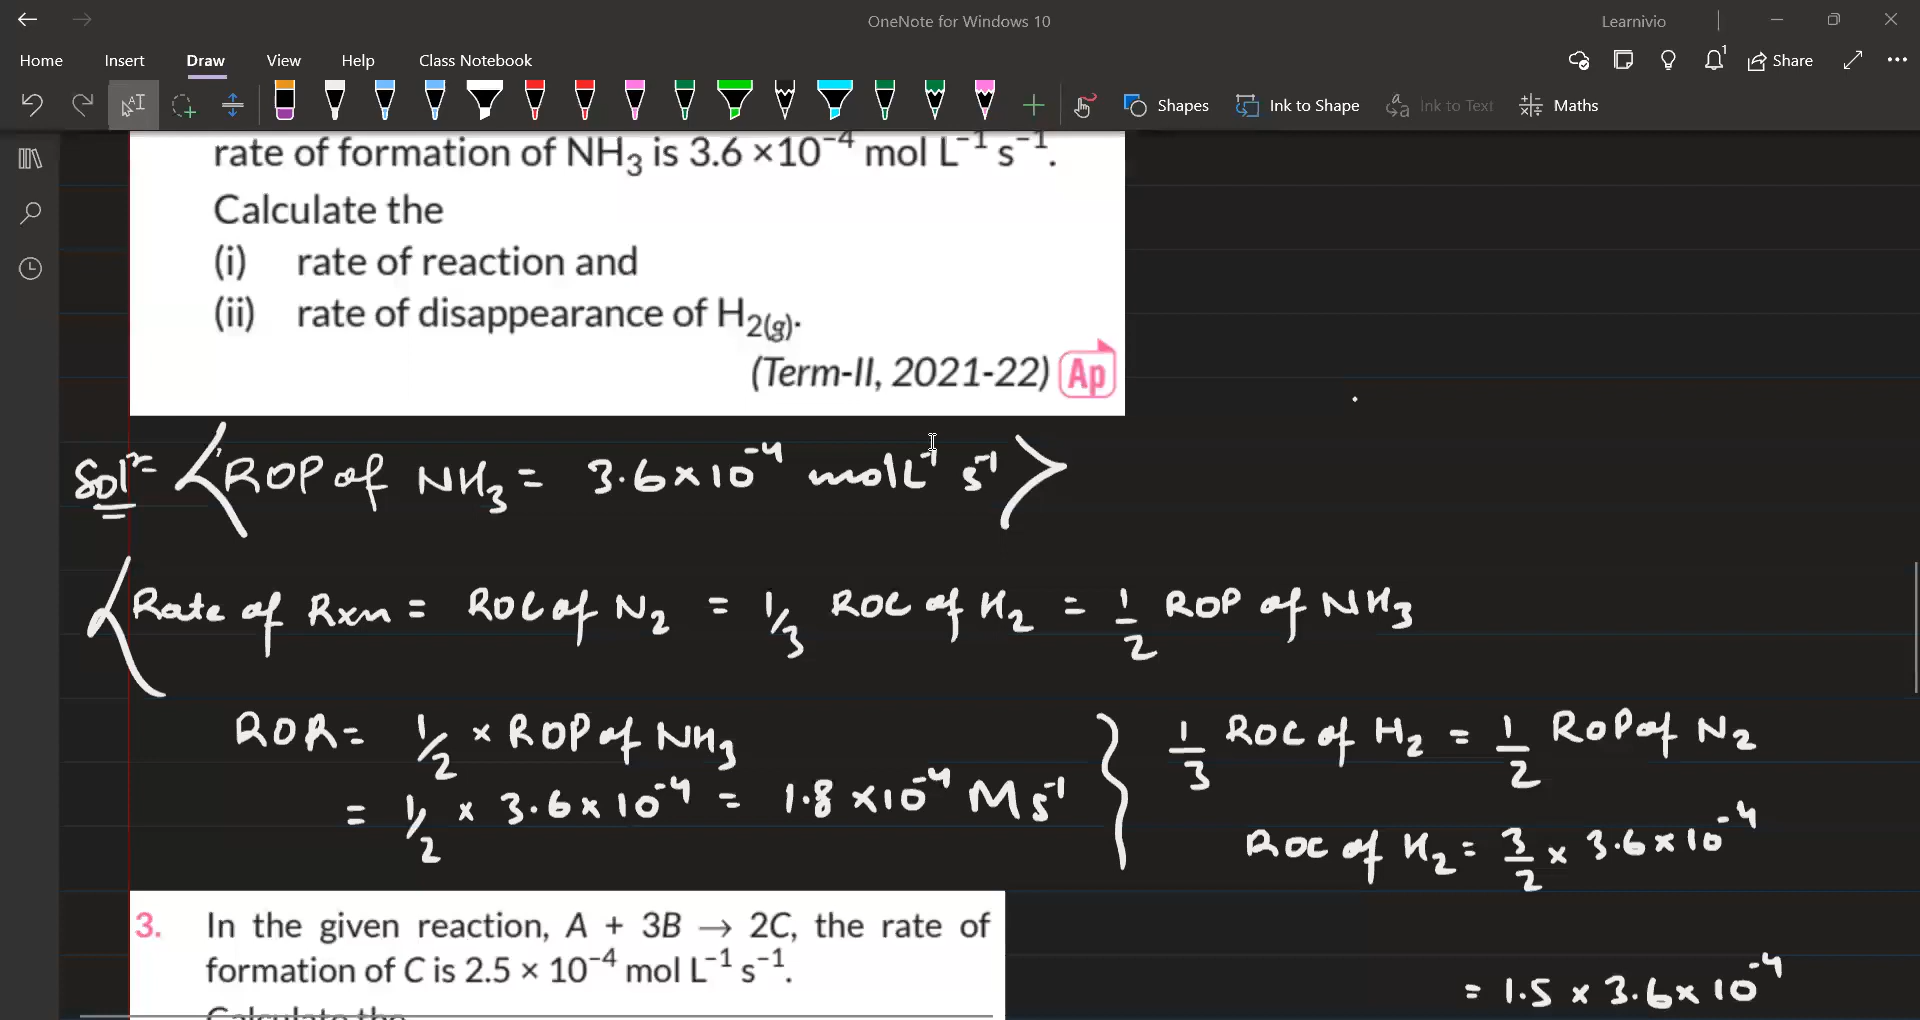 OneNote for Windows 10
Learnivio
Home Insert Draw View Help Class Notebook
1 Share
Shapes Ink to Shape Ink to Text Maths
rate of formation of NH₃ is 3.6 ×10⁻⁴ mol L⁻¹ s⁻¹.
Calculate the
(i) rate of reaction and
(ii) rate of disappearance of H₂(g).
(Term-II, 2021-22) Ap
Solⁿ ROP of NH₃ = 3.6 × 10⁻⁴ mol L⁻¹ s⁻¹
Rate of Rxn = ROC of N₂ = 1/3 ROC of H₂ = 1/2 ROP of NH₃
ROR = 1/2 × ROP of NH₃
= 1/2 × 3.6 × 10⁻⁴ = 1.8 × 10⁻⁴ M s⁻¹
1/3 ROC of H₂ = 1/2 ROP of N₂
ROC of H₂ = 3/2 × 3.6 × 10⁻⁴
= 1.5 × 3.6 × 10⁻⁴
3. In the given reaction, A + 3B → 2C, the rate of
formation of C is 2.5 × 10⁻⁴ mol L⁻¹ s⁻¹.
Calculate the